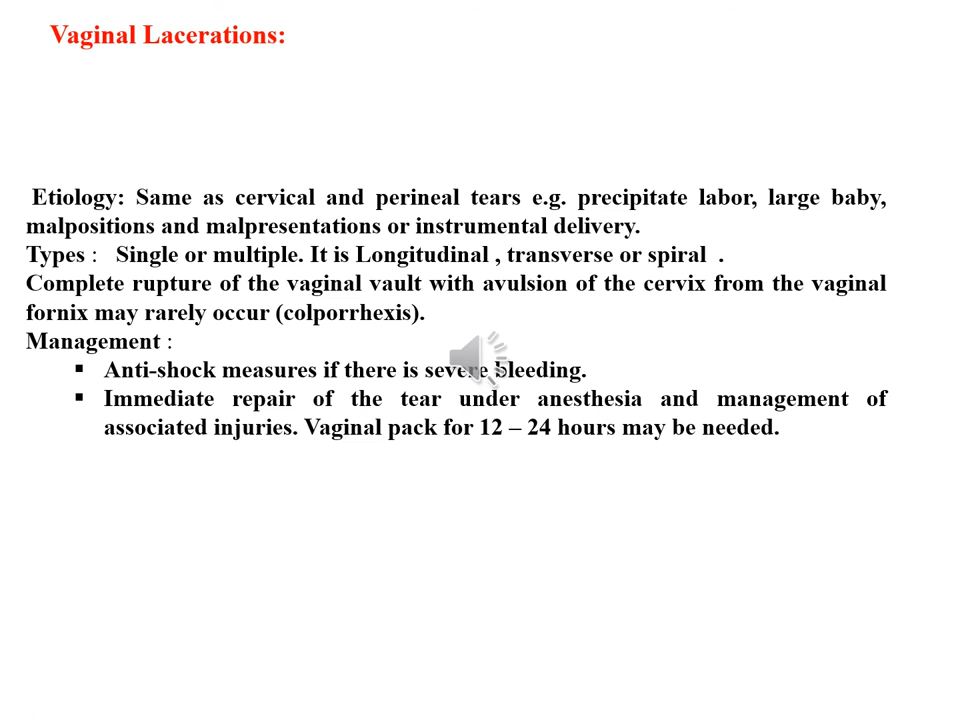 Vaginal Lacerations:
Etiology: Same as cervical and perineal tears e.g. precipitate labor, large baby,
malpositions and malpresentations or instrumental delivery.
Types :   Single or multiple. It is Longitudinal , transverse or spiral  .
Complete rupture of the vaginal vault with avulsion of the cervix from the vaginal
fornix may rarely occur (colporrhexis).
Management :
▪ Anti-shock measures if there is severe bleeding.
▪ Immediate repair of the tear under anesthesia and management of
associated injuries. Vaginal pack for 12 – 24 hours may be needed.